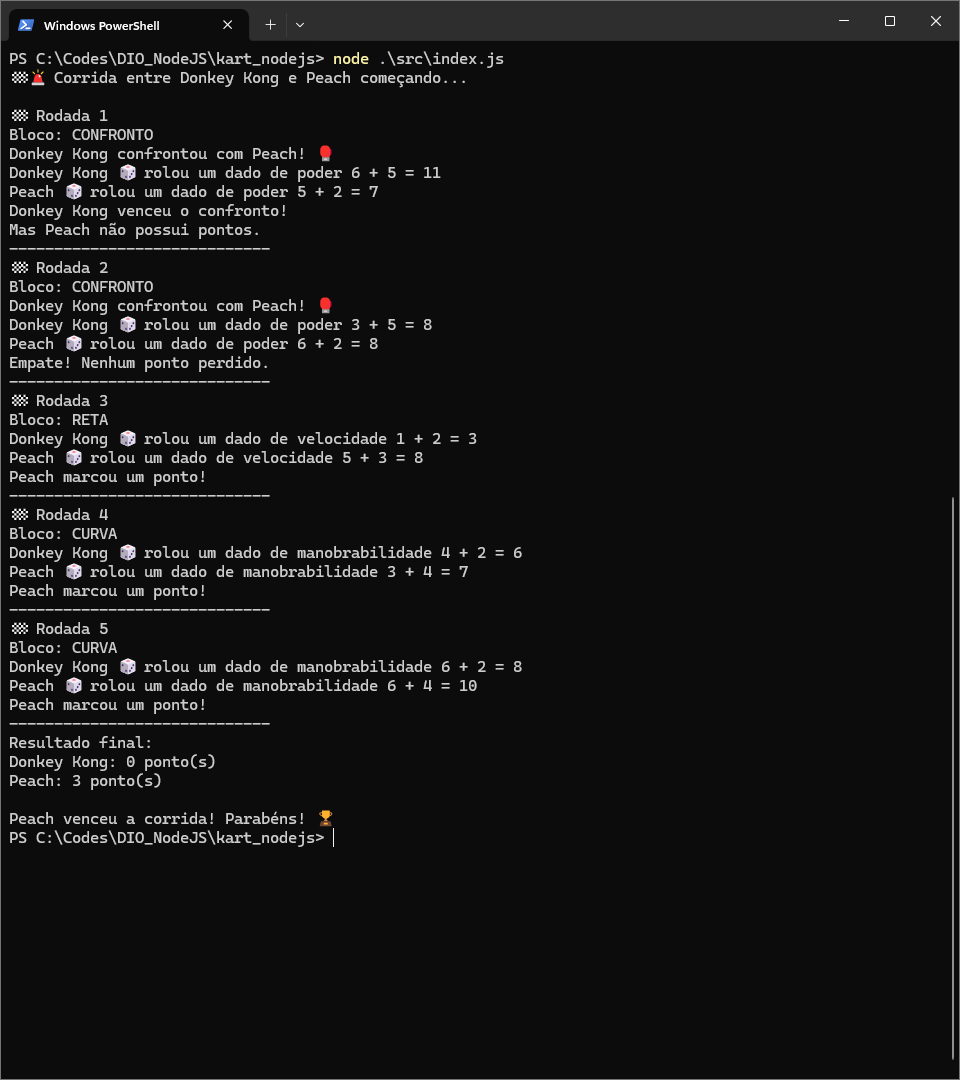 Windows PowerShell
PS C:\Codes\DIO_NodeJS\kart_nodejs> node .\src\index.js
🏁🚨 Corrida entre Donkey Kong e Peach começando...
🏁 Rodada 1
Bloco: CONFRONTO
Donkey Kong confrontou com Peach! 🥊
Donkey Kong 🎲 rolou um dado de poder 6 + 5 = 11
Peach 🎲 rolou um dado de poder 5 + 2 = 7
Donkey Kong venceu o confronto!
Mas Peach não possui pontos.
-----------------------------
🏁 Rodada 2
Bloco: CONFRONTO
Donkey Kong confrontou com Peach! 🥊
Donkey Kong 🎲 rolou um dado de poder 3 + 5 = 8
Peach 🎲 rolou um dado de poder 6 + 2 = 8
Empate! Nenhum ponto perdido.
-----------------------------
🏁 Rodada 3
Bloco: RETA
Donkey Kong 🎲 rolou um dado de velocidade 1 + 2 = 3
Peach 🎲 rolou um dado de velocidade 5 + 3 = 8
Peach marcou um ponto!
-----------------------------
🏁 Rodada 4
Bloco: CURVA
Donkey Kong 🎲 rolou um dado de manobrabilidade 4 + 2 = 6
Peach 🎲 rolou um dado de manobrabilidade 3 + 4 = 7
Peach marcou um ponto!
-----------------------------
🏁 Rodada 5
Bloco: CURVA
Donkey Kong 🎲 rolou um dado de manobrabilidade 6 + 2 = 8
Peach 🎲 rolou um dado de manobrabilidade 6 + 4 = 10
Peach marcou um ponto!
-----------------------------
Resultado final:
Donkey Kong: 0 ponto(s)
Peach: 3 ponto(s)
Peach venceu a corrida! Parabéns! 🏆
PS C:\Codes\DIO_NodeJS\kart_nodejs>